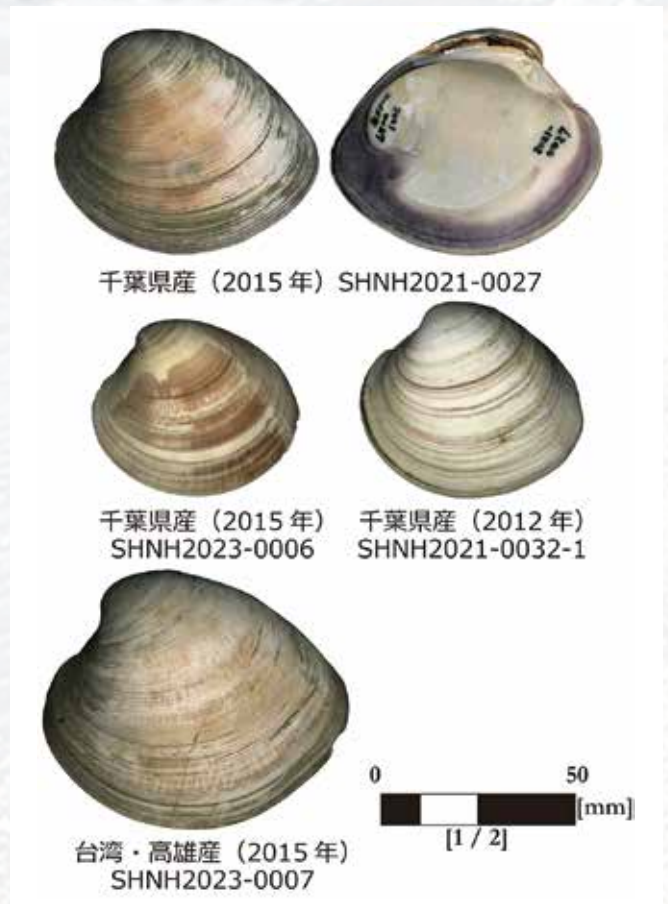 千葉県産（2015 年）SHNH2021-0027
千葉県産（2015 年）
SHNH2023-0006
千葉県産（2012 年）
SHNH2021-0032-1
台湾・高雄産（2015 年）
SHNH2023-0007
0 50
[mm]
[1 / 2]